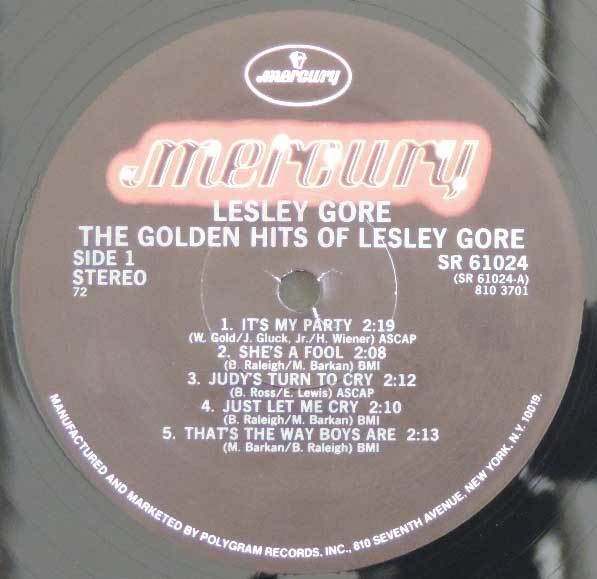 mercury
mercury
LESLEY GORE
THE GOLDEN HITS OF LESLEY GORE
SIDE 1
STEREO
72
SR 61024
(SR 61024-A)
810 3701
1. IT'S MY PARTY 2:19
(W. Gold/J. Gluck, Jr./H. Wiener) ASCAP
2. SHE'S A FOOL 2:08
(B. Raleigh/M. Barkan) BMI
3. JUDY'S TURN TO CRY 2:12
(B. Ross/E. Lewis) ASCAP
4. JUST LET ME CRY 2:10
(B. Raleigh/M. Barkan) BMI
5. THAT'S THE WAY BOYS ARE 2:13
(M. Barkan/B. Raleigh) BMI
MANUFACTURED AND MARKETED BY POLYGRAM RECORDS, INC., 810 SEVENTH AVENUE, NEW YORK, N.Y. 10019.